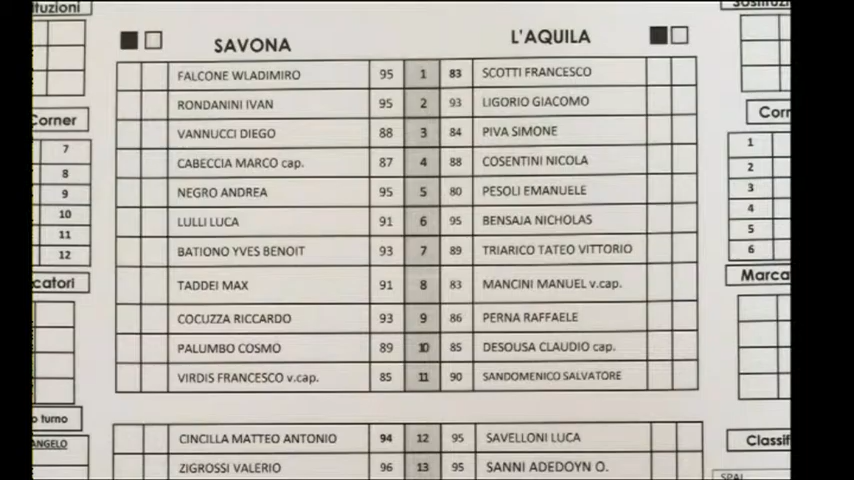 ituzioni
Sostituzi
SAVONA L'AQUILA
FALCONE WLADIMIRO 95 1 83 SCOTTI FRANCESCO
RONDANINI IVAN 95 2 93 LIGORIO GIACOMO
Corner VANNUCCI DIEGO 88 3 84 PIVA SIMONE Corr
7 CABECCIA MARCO cap. 87 4 88 COSENTINI NICOLA 1
8 NEGRO ANDREA 95 5 80 PESOLI EMANUELE 2
9 3
10 LULLI LUCA 91 6 95 BENSAJA NICHOLAS 4
11 5
12 BATIONO YVES BENOIT 93 7 89 TRIARICO TATEO VITTORIO 6
catori TADDEI MAX 91 8 83 MANCINI MANUEL v.cap. Marca
COCUZZA RICCARDO 93 9 86 PERNA RAFFAELE
PALUMBO COSMO 89 10 85 DESOUSA CLAUDIO cap.
VIRDIS FRANCESCO v.cap. 85 11 90 SANDOMENICO SALVATORE
o turno
ANGELO CINCILLA MATTEO ANTONIO 94 12 95 SAVELLONI LUCA Classif
ZIGROSSI VALERIO 96 13 95 SANNI ADEDOYN O.
SPAL